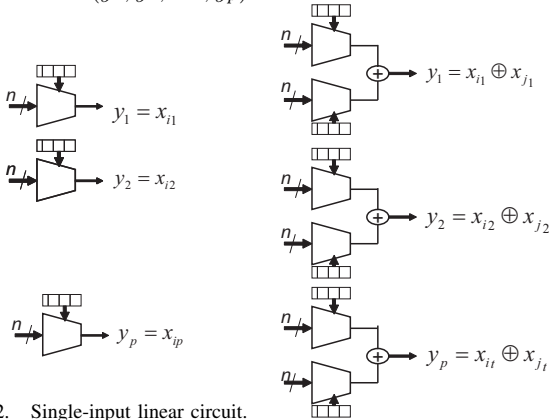 n
y_1 = x_{i1}
n
y_2 = x_{i2}
n
y_p = x_{ip}
2. Single-input linear circuit.
n
n
y_1 = x_{i_1} ⊕ x_{j_1}
n
n
y_2 = x_{i_2} ⊕ x_{j_2}
n
n
y_p = x_{i_t} ⊕ x_{j_t}